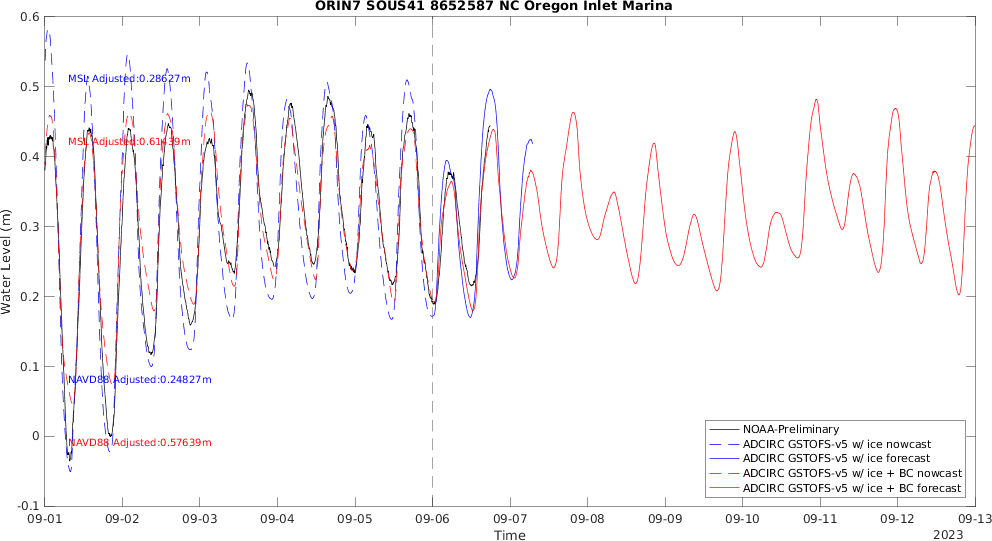 ORIN7 SOUS41 8652587 NC Oregon Inlet Marina
Water Level (m)
0.6
0.5
0.4
0.3
0.2
0.1
0
-0.1
MSL Adjusted:0.28627m
MSL Adjusted:0.61439m
NAVD88 Adjusted:0.24827m
NAVD88 Adjusted:0.57639m
NOAA-Preliminary
ADCIRC GSTOFS-v5 w/ ice nowcast
ADCIRC GSTOFS-v5 w/ ice forecast
ADCIRC GSTOFS-v5 w/ ice + BC nowcast
ADCIRC GSTOFS-v5 w/ ice + BC forecast
09-01 09-02 09-03 09-04 09-05 09-06 09-07 09-08 09-09 09-10 09-11 09-12 09-13
Time
2023